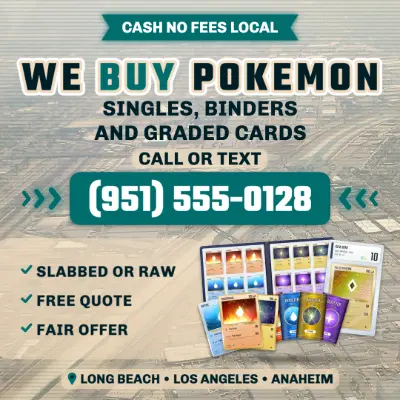 CASH NO FEES LOCAL
WE BUY POKEMON
SINGLES, BINDERS
AND GRADED CARDS
CALL OR TEXT
(951) 555-0128
SLABBED OR RAW
FREE QUOTE
FAIR OFFER
10
LONG BEACH • LOS ANGELES • ANAHEIM